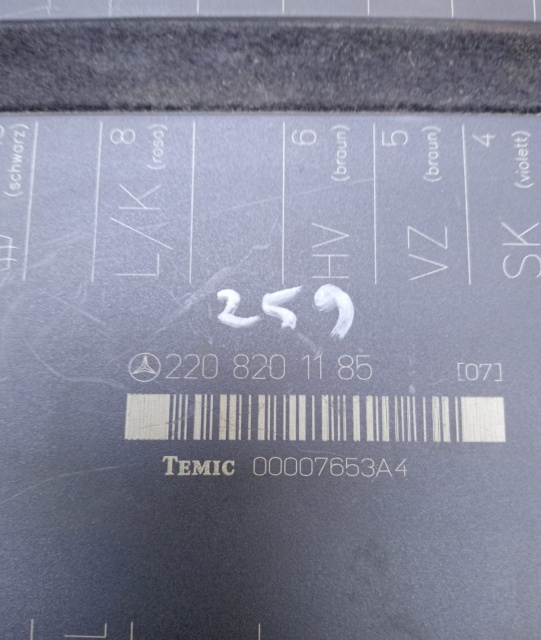 (schwarz)
8
(rosa)
L/K
6
(braun)
HV
5
(braun)
VZ
4
(violett)
SK
259
220 820 11 85
[07]
TEMIC 00007653A4